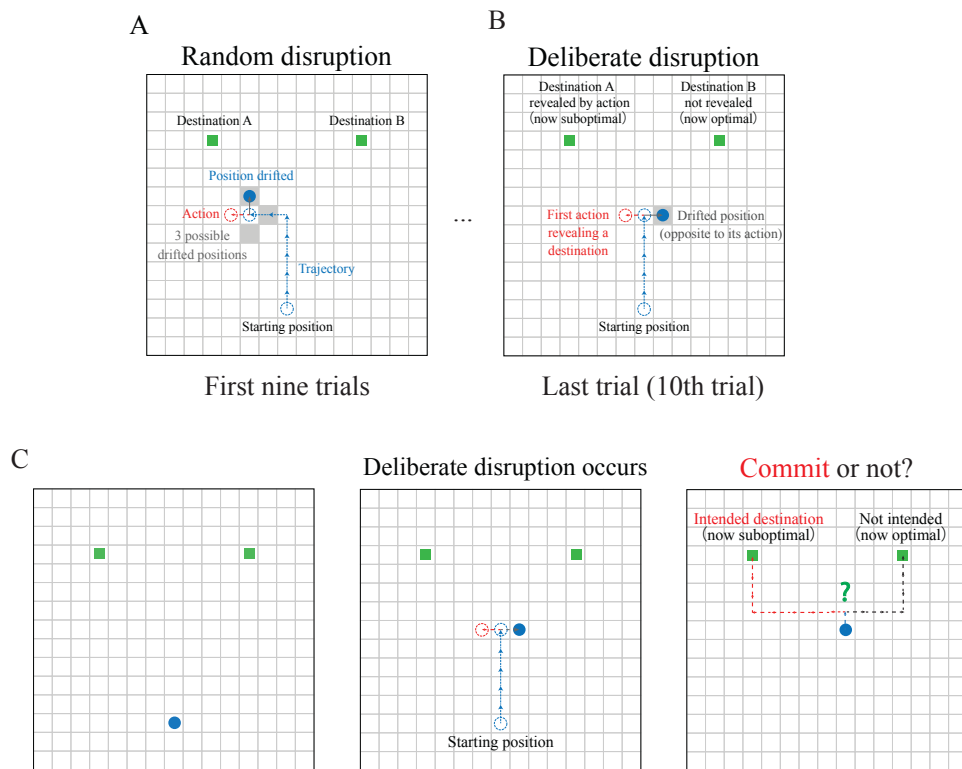 A
Random disruption
Destination A
Destination B
Position drifted
Action
3 possible
drifted positions
Trajectory
Starting position
First nine trials
...
B
Deliberate disruption
Destination A
revealed by action
(now suboptimal)
Destination B
not revealed
(now optimal)
First action
revealing a
destination
Drifted position
(opposite to its action)
Starting position
Last trial (10th trial)
C
Deliberate disruption occurs
Starting position
Commit or not?
Intended destination
(now suboptimal)
Not intended
(now optimal)
?